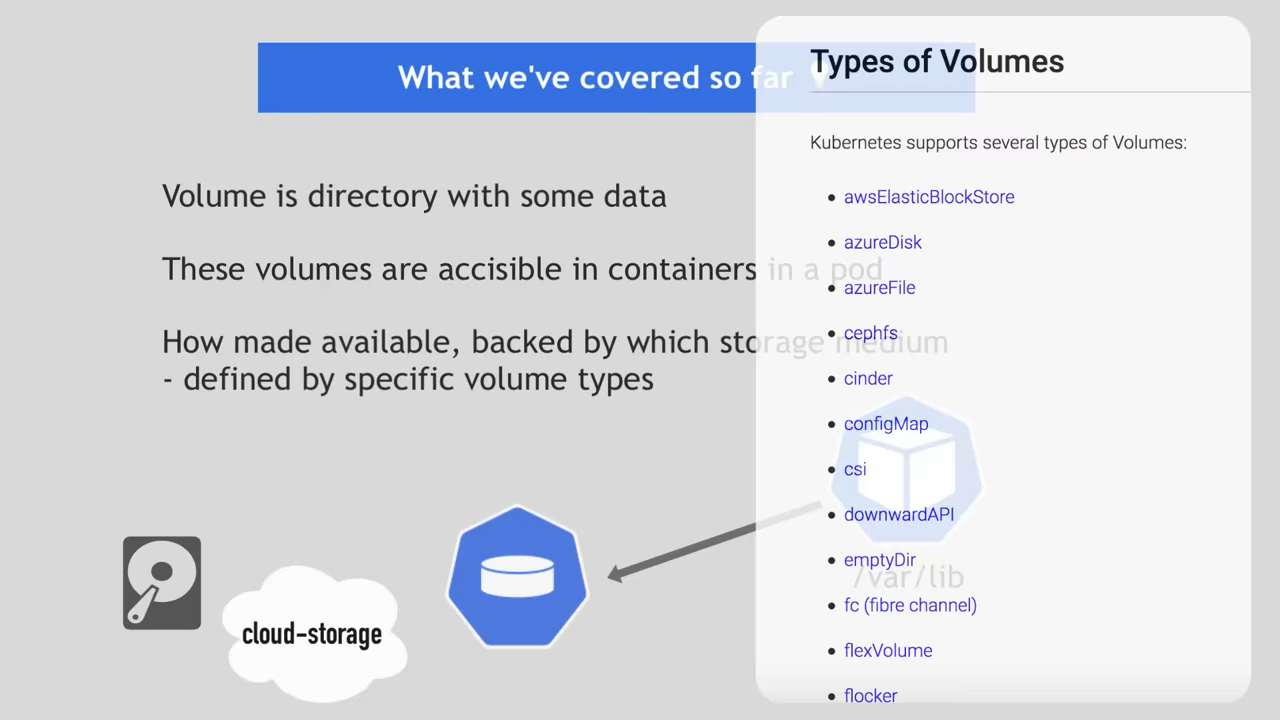 What we've covered so far
Volume is directory with some data
These volumes are accisible in containers in a pod
How made available, backed by which storage medium
- defined by specific volume types
cloud-storage
/var/lib
Types of Volumes
Kubernetes supports several types of Volumes:
• awsElasticBlockStore
• azureDisk
• azureFile
• cephfs
• cinder
• configMap
• csi
• downwardAPI
• emptyDir
• fc (fibre channel)
• flexVolume
• flocker